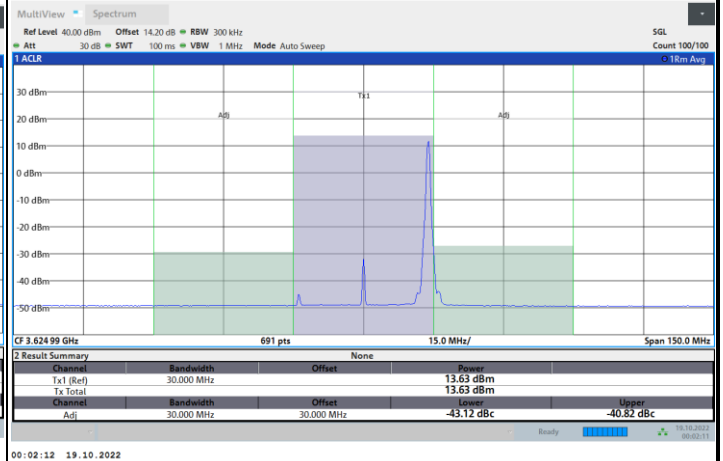 MultiView Spectrum
Ref Level 40.00 dBm Offset 14.20 dB RBW 300 kHz SGL
Att 30 dB SWT 100 ms VBW 1 MHz Mode Auto Sweep Count 100/100
1 ACLR 1Rm Avg
30 dBm Tx1
20 dBm Adj Adj
10 dBm
0 dBm
-10 dBm
-20 dBm
-30 dBm
-40 dBm
-50 dBm
CF 3.624 99 GHz 691 pts 15.0 MHz/ Span 150.0 MHz
2 Result Summary None
Channel Bandwidth Offset Power
Tx1 (Ref) 30.000 MHz 13.63 dBm
Tx Total 13.63 dBm
Channel Bandwidth Offset Lower Upper
Adj 30.000 MHz 30.000 MHz -43.12 dBc -40.82 dBc
Ready 19.10.2022
00:02:11
00:02:12 19.10.2022